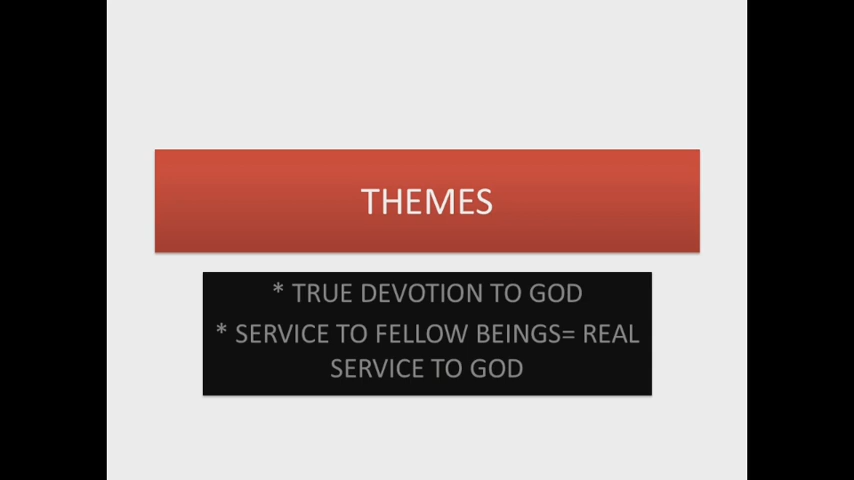 THEMES
* TRUE DEVOTION TO GOD
* SERVICE TO FELLOW BEINGS= REAL
SERVICE TO GOD